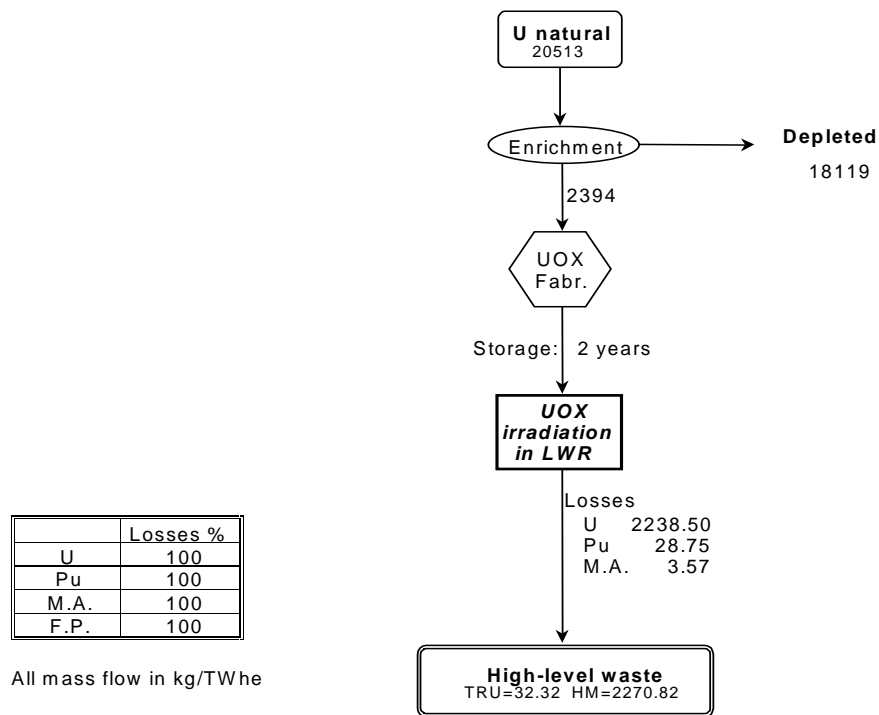 U natural
20513
Enrichment
Depleted
18119
2394
UOX
Fabr.
Storage: 2 years
UOX
irradiation
in LWR
Losses
U 2238.50
Pu 28.75
M.A. 3.57
Losses %
U 100
Pu 100
M.A. 100
F.P. 100
All mass flow in kg/TWhe
High-level waste
TRU=32.32 HM=2270.82